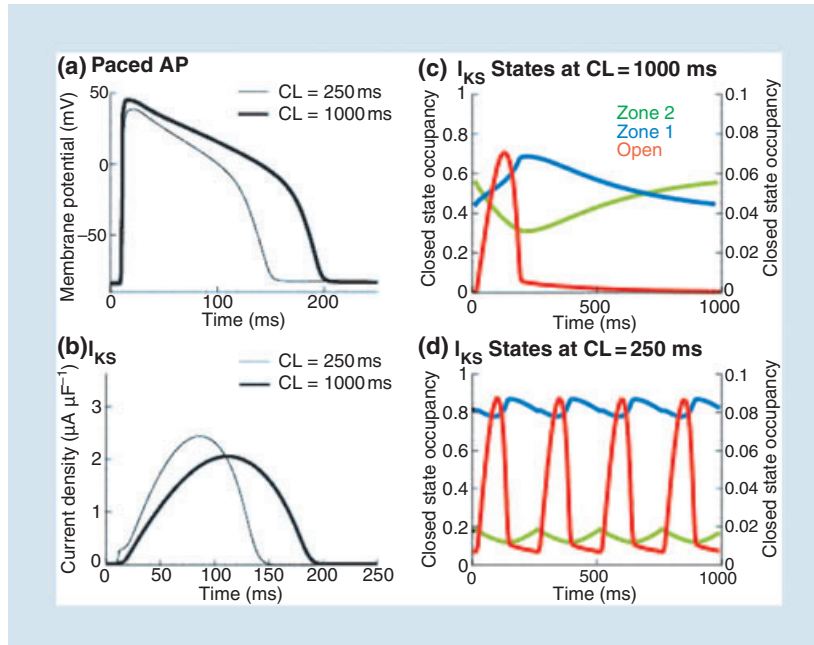 (a) Paced AP
CL = 250 ms
CL = 1000 ms
Membrane potential (mV)
50
0
−50
0
100
200
Time (ms)
(b) I_KS
CL = 250 ms
CL = 1000 ms
Current density (μA μF⁻¹)
3
2
1
0
0 50 100 150 200 250
Time (ms)
(c) I_KS States at CL = 1000 ms
Zone 2
Zone 1
Open
Closed state occupancy
1
0.8
0.6
0.4
0.2
0
0.1
0.08
0.06
0.04
0.02
0
Closed state occupancy
0 500 1000
Time (ms)
(d) I_KS States at CL = 250 ms
Closed state occupancy
1
0.8
0.6
0.4
0.2
0
0.1
0.08
0.06
0.04
0.02
0
Closed state occupancy
0 500 1000
Time (ms)